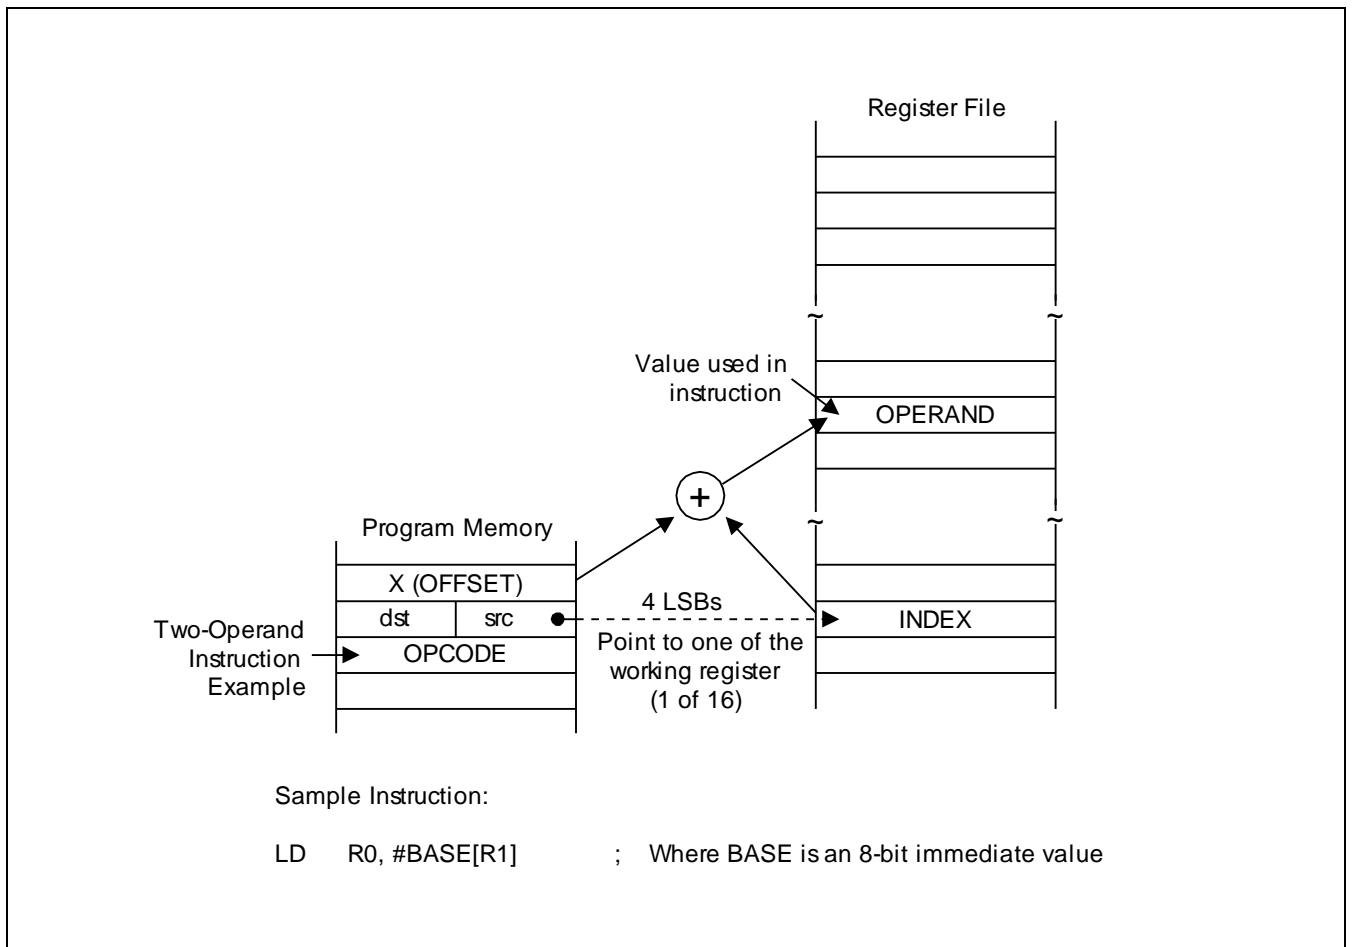 Register File
Value used in
instruction
OPERAND
+
Program Memory
X (OFFSET)
4 LSBs
dst src
INDEX
Two-Operand
Instruction
Example
OPCODE
Point to one of the
working register
(1 of 16)
Sample Instruction:
LD R0, #BASE[R1] ; Where BASE is an 8-bit immediate value